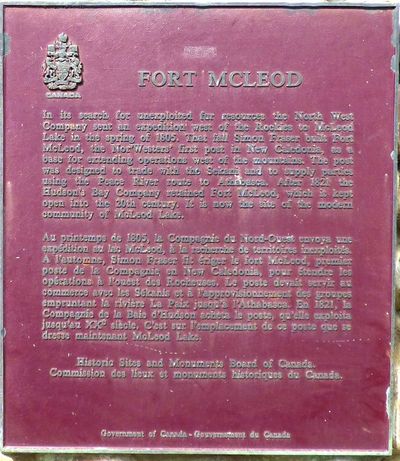 CANADA
FORT MCLEOD
In its search for unexploited fur resources the North West
Company sent an expedition west of the Rockies to McLeod
Lake in the spring of 1805. That fall Simon Fraser built Fort
McLeod, the Nor'Westers' first post in New Caledonia, as a
base for extending operations west of the mountains. The post
was designed to trade with the Sekani and to supply parties
using the Peace River route to Athabasca. After 1821 the
Hudson's Bay Company retained Fort McLeod, which it kept
open into the 20th century. It is now the site of the modern
community of McLeod Lake.
Au printemps de 1805, la Compagnie du Nord-Ouest envoya une
expédition au lac McLeod, à la recherche de territoires inexploités.
A l'automne, Simon Fraser fit ériger le fort McLeod, premier
poste de la Compagnie en New Caledonia, pour étendre les
opérations à l'ouest des Rocheuses. Le poste devait servir au
commerce avec les Sékanis et à l'approvisionnement des groupes
empruntant la rivière La Paix jusqu'à l'Athabasca. En 1821, la
Compagnie de la Baie d'Hudson acheta le poste, qu'elle exploita
jusqu'au XXe siècle. C'est sur l'emplacement de ce poste que se
dresse maintenant McLeod Lake.
Historic Sites and Monuments Board of Canada.
Commission des lieux et monuments historiques du Canada.
Government of Canada - Gouvernement du Canada